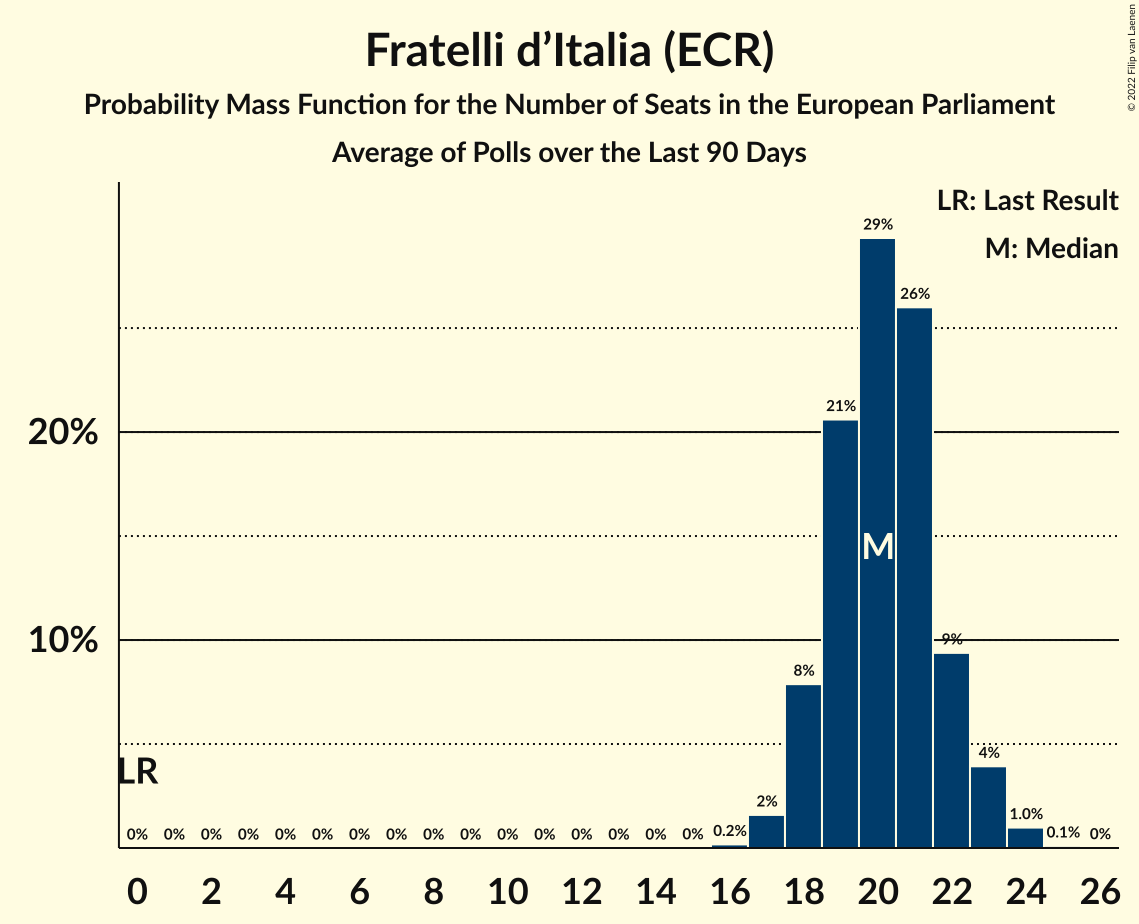 Fratelli d’Italia (ECR)
Probability Mass Function for the Number of Seats in the European Parliament
Average of Polls over the Last 90 Days
© 2022 Filip van Laenen
LR: Last Result
M: Median
29%
26%
21%
20%
M
10%
9%
8%
4%
LR
2%
1.0%
0% 0% 0% 0% 0% 0% 0% 0% 0% 0% 0% 0% 0% 0% 0% 0% 0.2% 0.1% 0%
0 2 4 6 8 10 12 14 16 18 20 22 24 26